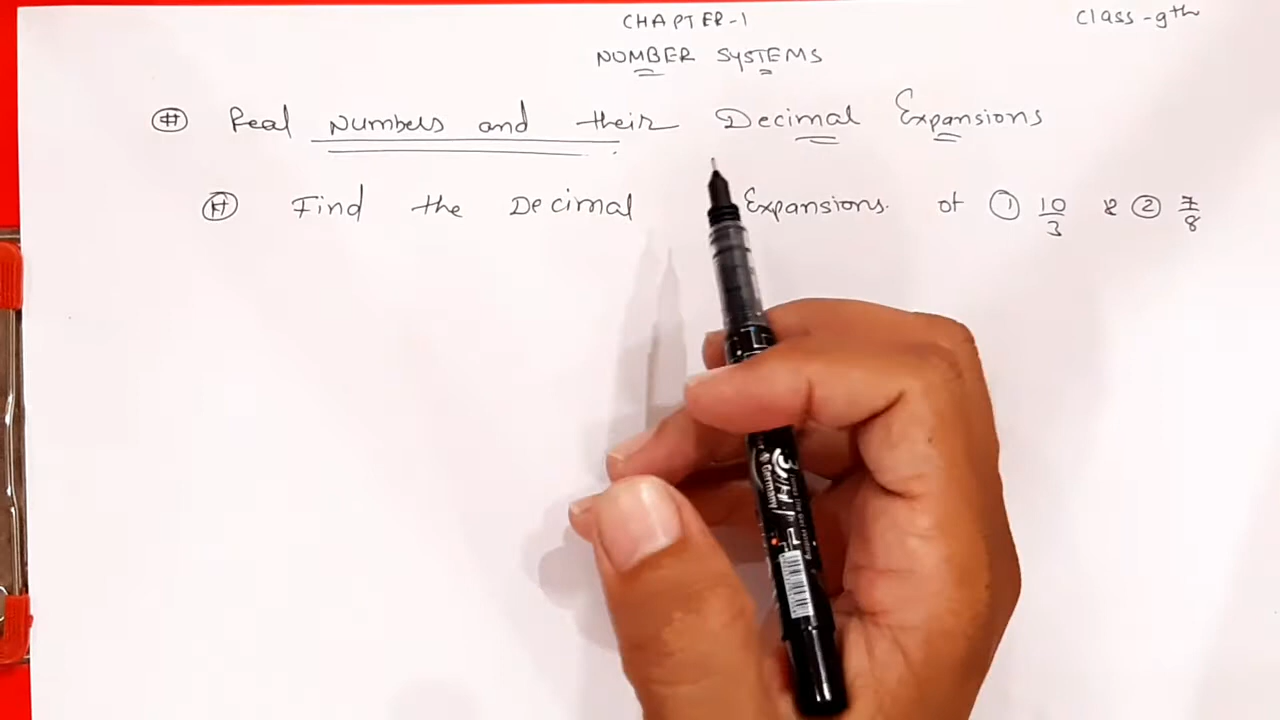 CHAPTER-1
Class-9th
NUMBER SYSTEMS
# Real Numbers and their Decimal Expansions
# Find the Decimal Expansions. of ① 10/3 & ② 7/8
Germany